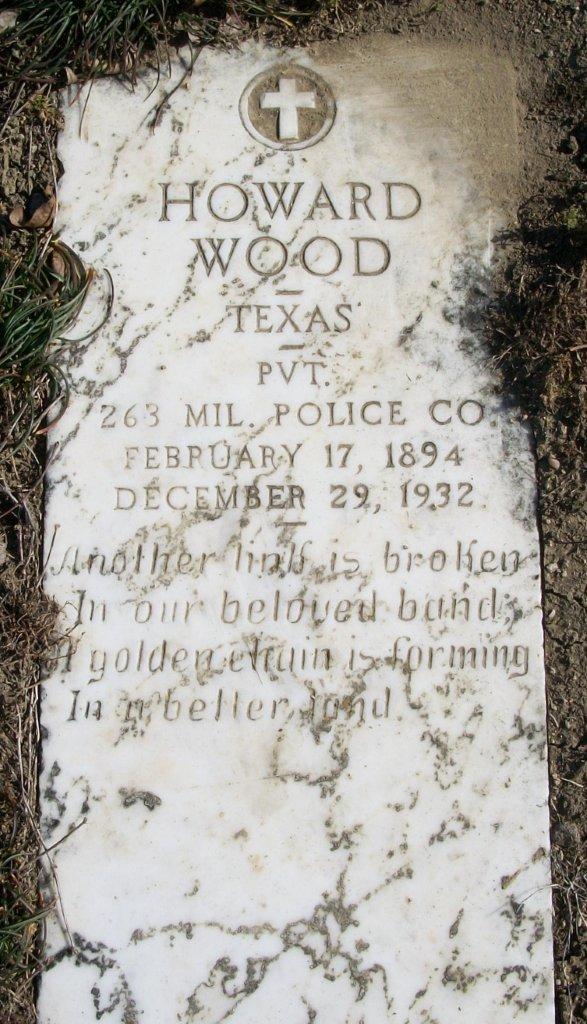 HOWARD
WOOD
TEXAS
PVT.
263 MIL. POLICE CO.
FEBRUARY 17, 1894
DECEMBER 29, 1932
Another link is broken
In our beloved band;
A golden chain is forming
In a better land.